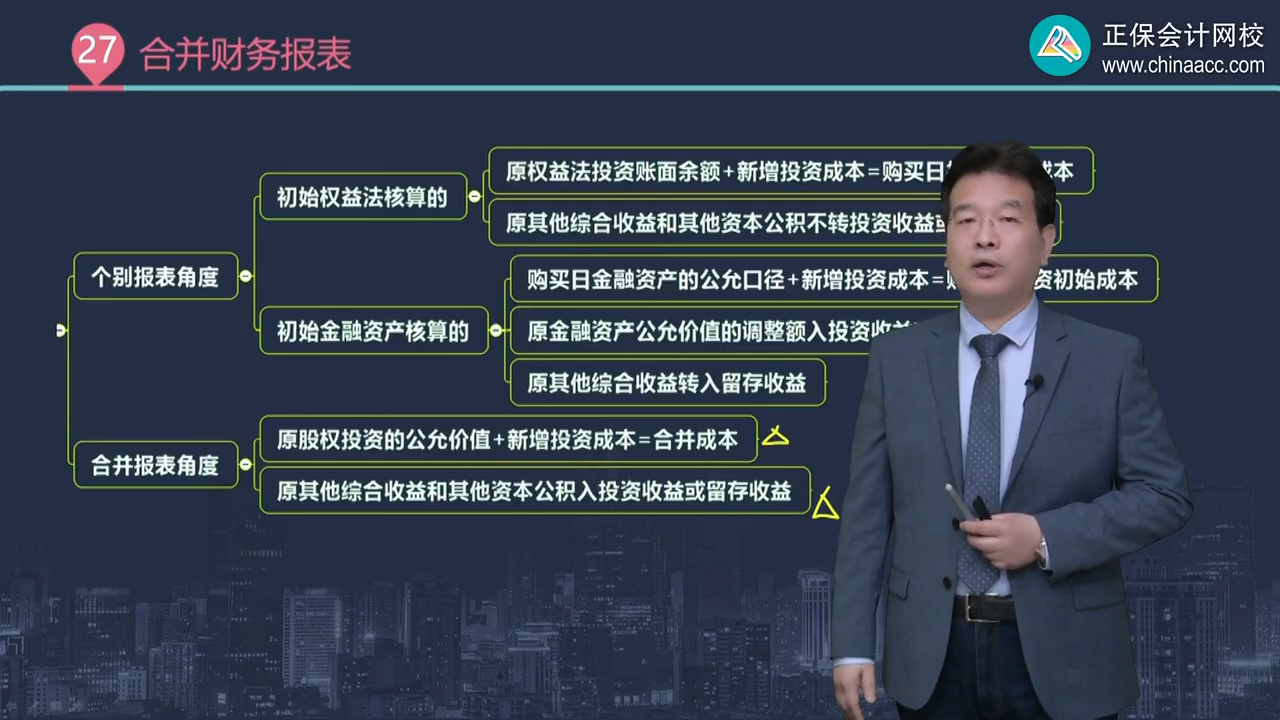 27 合并财务报表
正保会计网校
www.chinaacc.com
个别报表角度
初始权益法核算的
原权益法投资账面余额+新增投资成本=购买日
成本
原其他综合收益和其他资本公积不转投资收益
初始金融资产核算的
购买日金融资产的公允口径+新增投资成本=
资初始成本
原金融资产公允价值的调整额入投资收
原其他综合收益转入留存收益
合并报表角度
原股权投资的公允价值+新增投资成本=合并成本
原其他综合收益和其他资本公积入投资收益或留存收益